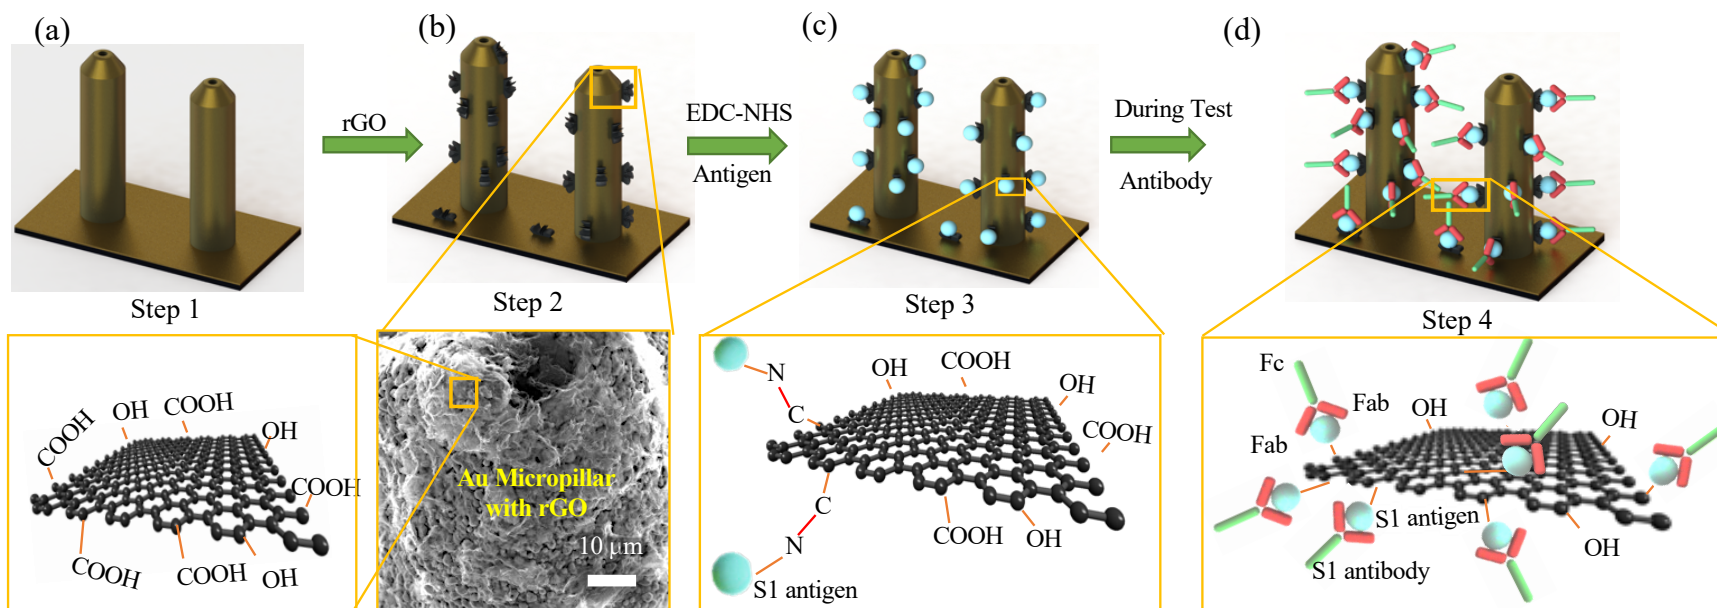 (a)
(b)
(c)
(d)
rGO
EDC-NHS
Antigen
During Test
Antibody
Step 1
Step 2
Step 3
Step 4
COOH
OH
COOH
OH
COOH
COOH
COOH
OH
Au Micropillar
with rGO
10 μm
N
C
OH
COOH
OH
COOH
C
N
COOH
OH
S1 antigen
Fc
Fab
Fab
OH
OH
S1 antigen
OH
S1 antibody